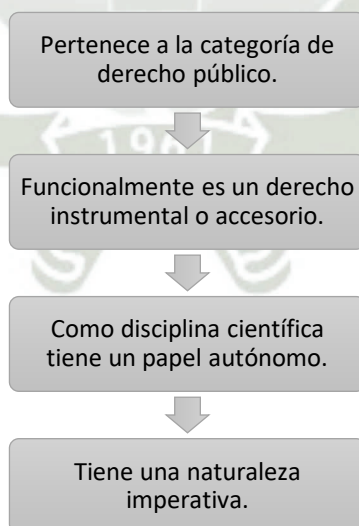 Pertenece a la categoría de
derecho público.
1961
Funcionalmente es un derecho
instrumental o accesorio.
Como disciplina científica
tiene un papel autónomo.
Tiene una naturaleza
imperativa.